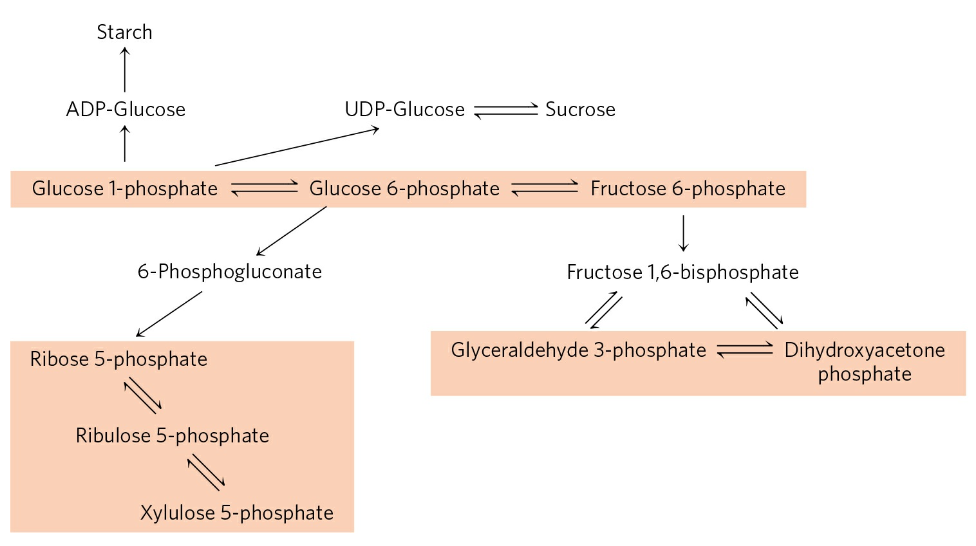 Starch
ADP-Glucose
UDP-Glucose Sucrose
Glucose 1-phosphate Glucose 6-phosphate Fructose 6-phosphate
6-Phosphogluconate Fructose 1,6-bisphosphate
Ribose 5-phosphate
Ribulose 5-phosphate
Xylulose 5-phosphate
Glyceraldehyde 3-phosphate Dihydroxyacetone
phosphate